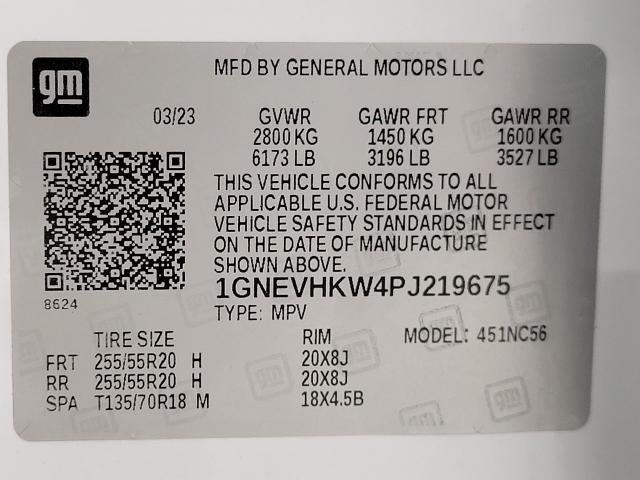 gm
MFD BY GENERAL MOTORS LLC
03/23 GVWR GAWR FRT GAWR RR
2800 KG 1450 KG 1600 KG
6173 LB 3196 LB 3527 LB
THIS VEHICLE CONFORMS TO ALL
APPLICABLE U.S. FEDERAL MOTOR
VEHICLE SAFETY STANDARDS IN EFFECT
ON THE DATE OF MANUFACTURE
SHOWN ABOVE.
1GNEVHKW4PJ219675
8624
TYPE: MPV
TIRE SIZE RIM MODEL: 451NC56
FRT 255/55R20 H 20X8J
RR 255/55R20 H 20X8J
SPA T135/70R18 M 18X4.5B